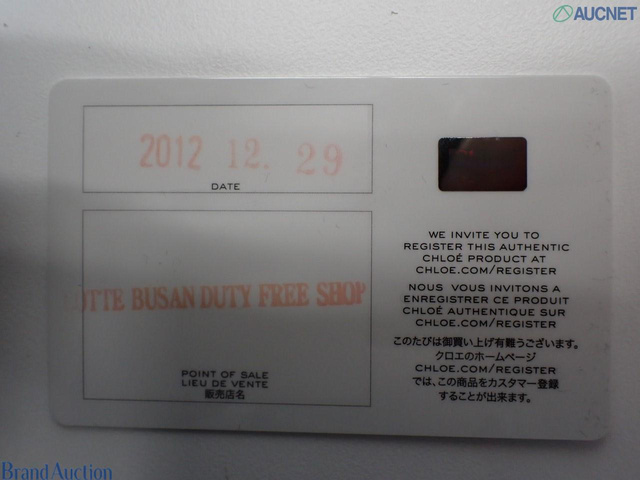 AUCNET
2012 12. 29
DATE
LOTTE BUSAN DUTY FREE SHOP
POINT OF SALE
LIEU DE VENTE
販売店名
WE INVITE YOU TO
REGISTER THIS AUTHENTIC
CHLOÉ PRODUCT AT
CHLOE.COM/REGISTER
NOUS VOUS INVITONS A
ENREGISTRER CE PRODUIT
CHLOÉ AUTHENTIQUE SUR
CHLOE.COM/REGISTER
このたびは御買い上げ有難うございます。
クロエのホームページ
CHLOE.COM/REGISTER
では、この商品をカスタマー登録
することが出来ます。
Brand Auction